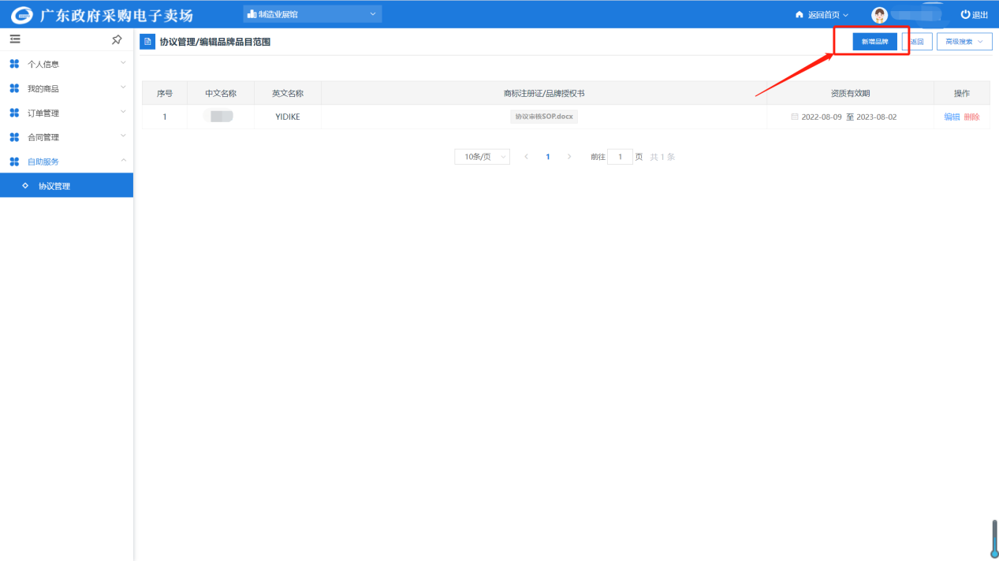 广东政府采购电子卖场
制造业展馆
返回首页
退出
协议管理/编辑品牌品目范围
新增品牌
返回
高级搜索
个人信息
我的商品
订单管理
合同管理
自助服务
协议管理
序号 中文名称 英文名称 商标注册证/品牌授权书 资质有效期 操作
1 YIDIKE 协议审核SOP.docx 2022-08-09 至 2023-08-02 编辑 删除
10条/页 1 前往 1 页 共 1 条